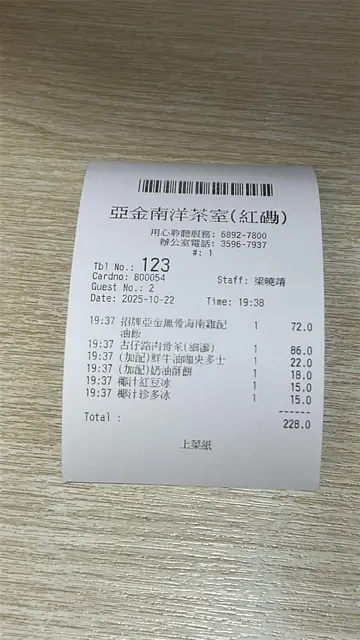 亞金南洋茶室(紅磡)
用心聆聽服務: 6892-7800
辦公室電話: 3596-7937
#: 1
Tbl No.: 123
Cardno: 800054 Staff: 梁曉靖
Guest No.: 2
Date: 2025-10-22 Time: 19:38
19:37 招牌亞金無骨海南雞配 1 72.0
油飯
19:37 古仔路肉骨茶(細滲) 1 86.0
19:37 (加配)鮮牛油咖央多士 1 22.0
19:37 (加配)奶油酥餅 1 18.0
19:37 椰汁紅豆冰 1 15.0
19:37 椰汁珍多冰 1 15.0
------
Total : 228.0
上菜紙